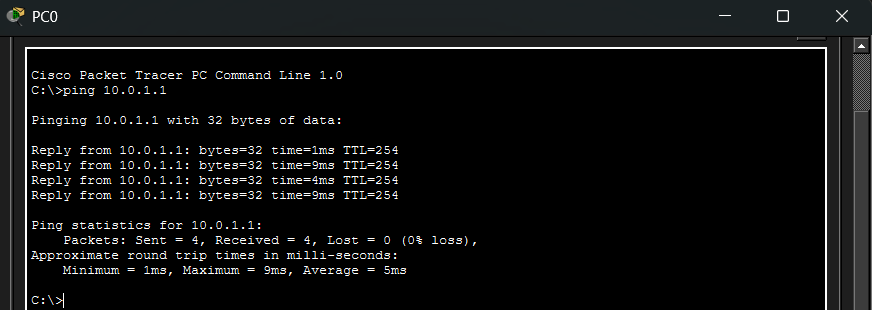 PC0
Cisco Packet Tracer PC Command Line 1.0
C:\>ping 10.0.1.1
Pinging 10.0.1.1 with 32 bytes of data:
Reply from 10.0.1.1: bytes=32 time=1ms TTL=254
Reply from 10.0.1.1: bytes=32 time=9ms TTL=254
Reply from 10.0.1.1: bytes=32 time=4ms TTL=254
Reply from 10.0.1.1: bytes=32 time=9ms TTL=254
Ping statistics for 10.0.1.1:
    Packets: Sent = 4, Received = 4, Lost = 0 (0% loss),
Approximate round trip times in milli-seconds:
    Minimum = 1ms, Maximum = 9ms, Average = 5ms
C:\>